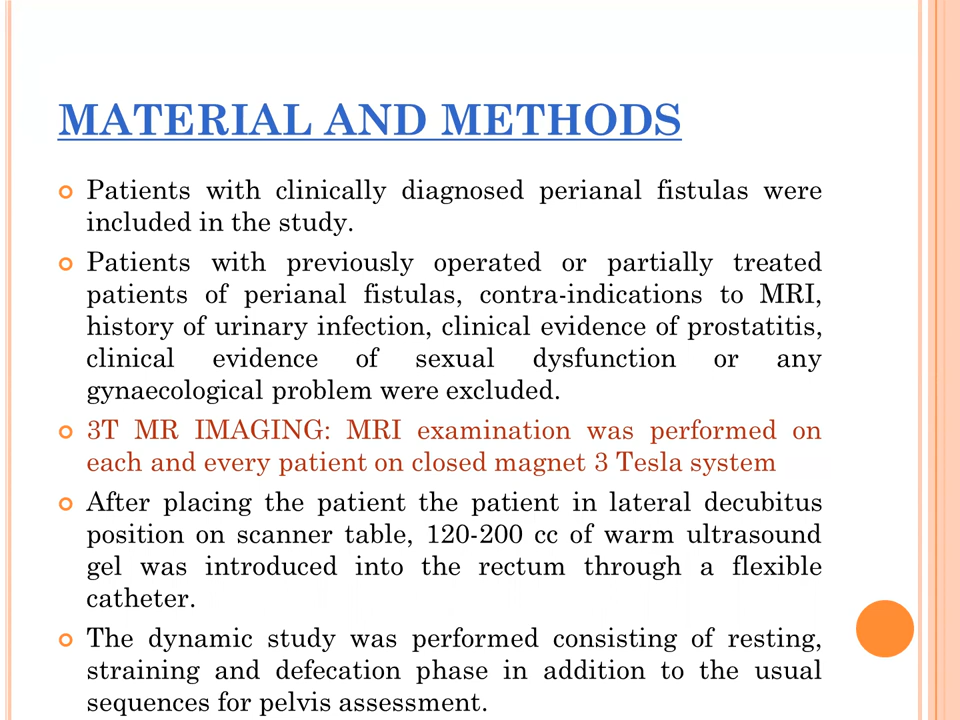 MATERIAL AND METHODS
Patients with clinically diagnosed perianal fistulas were
included in the study.
Patients with previously operated or partially treated
patients of perianal fistulas, contra-indications to MRI,
history of urinary infection, clinical evidence of prostatitis,
clinical evidence of sexual dysfunction or any
gynaecological problem were excluded.
3T MR IMAGING: MRI examination was performed on
each and every patient on closed magnet 3 Tesla system
After placing the patient the patient in lateral decubitus
position on scanner table, 120-200 cc of warm ultrasound
gel was introduced into the rectum through a flexible
catheter.
The dynamic study was performed consisting of resting,
straining and defecation phase in addition to the usual
sequences for pelvis assessment.